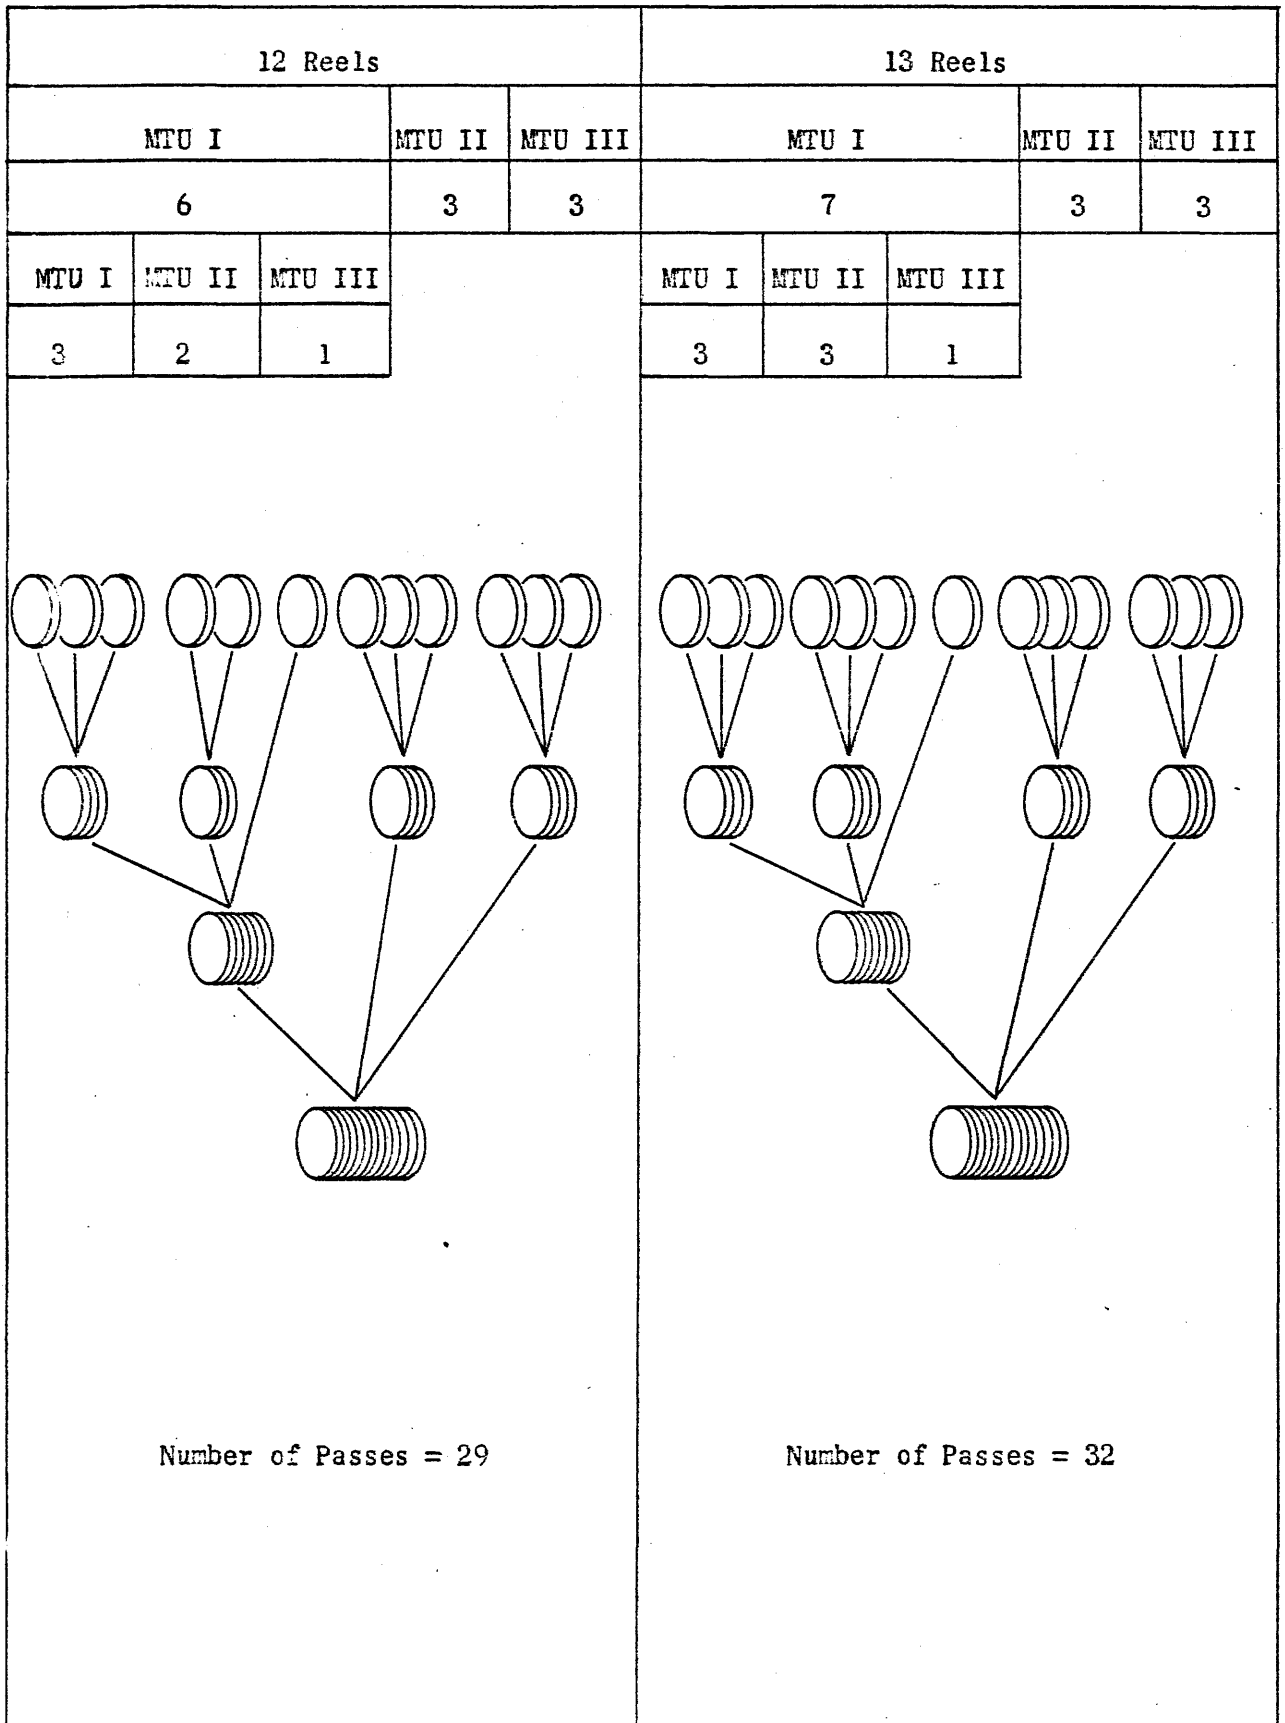 12 Reels 13 Reels
MTU I MTU II MTU III MTU I MTU II MTU III
6 3 3 7 3 3
MTU I MTU II MTU III MTU I MTU II MTU III
3 2 1 3 3 1
Number of Passes = 29 Number of Passes = 32